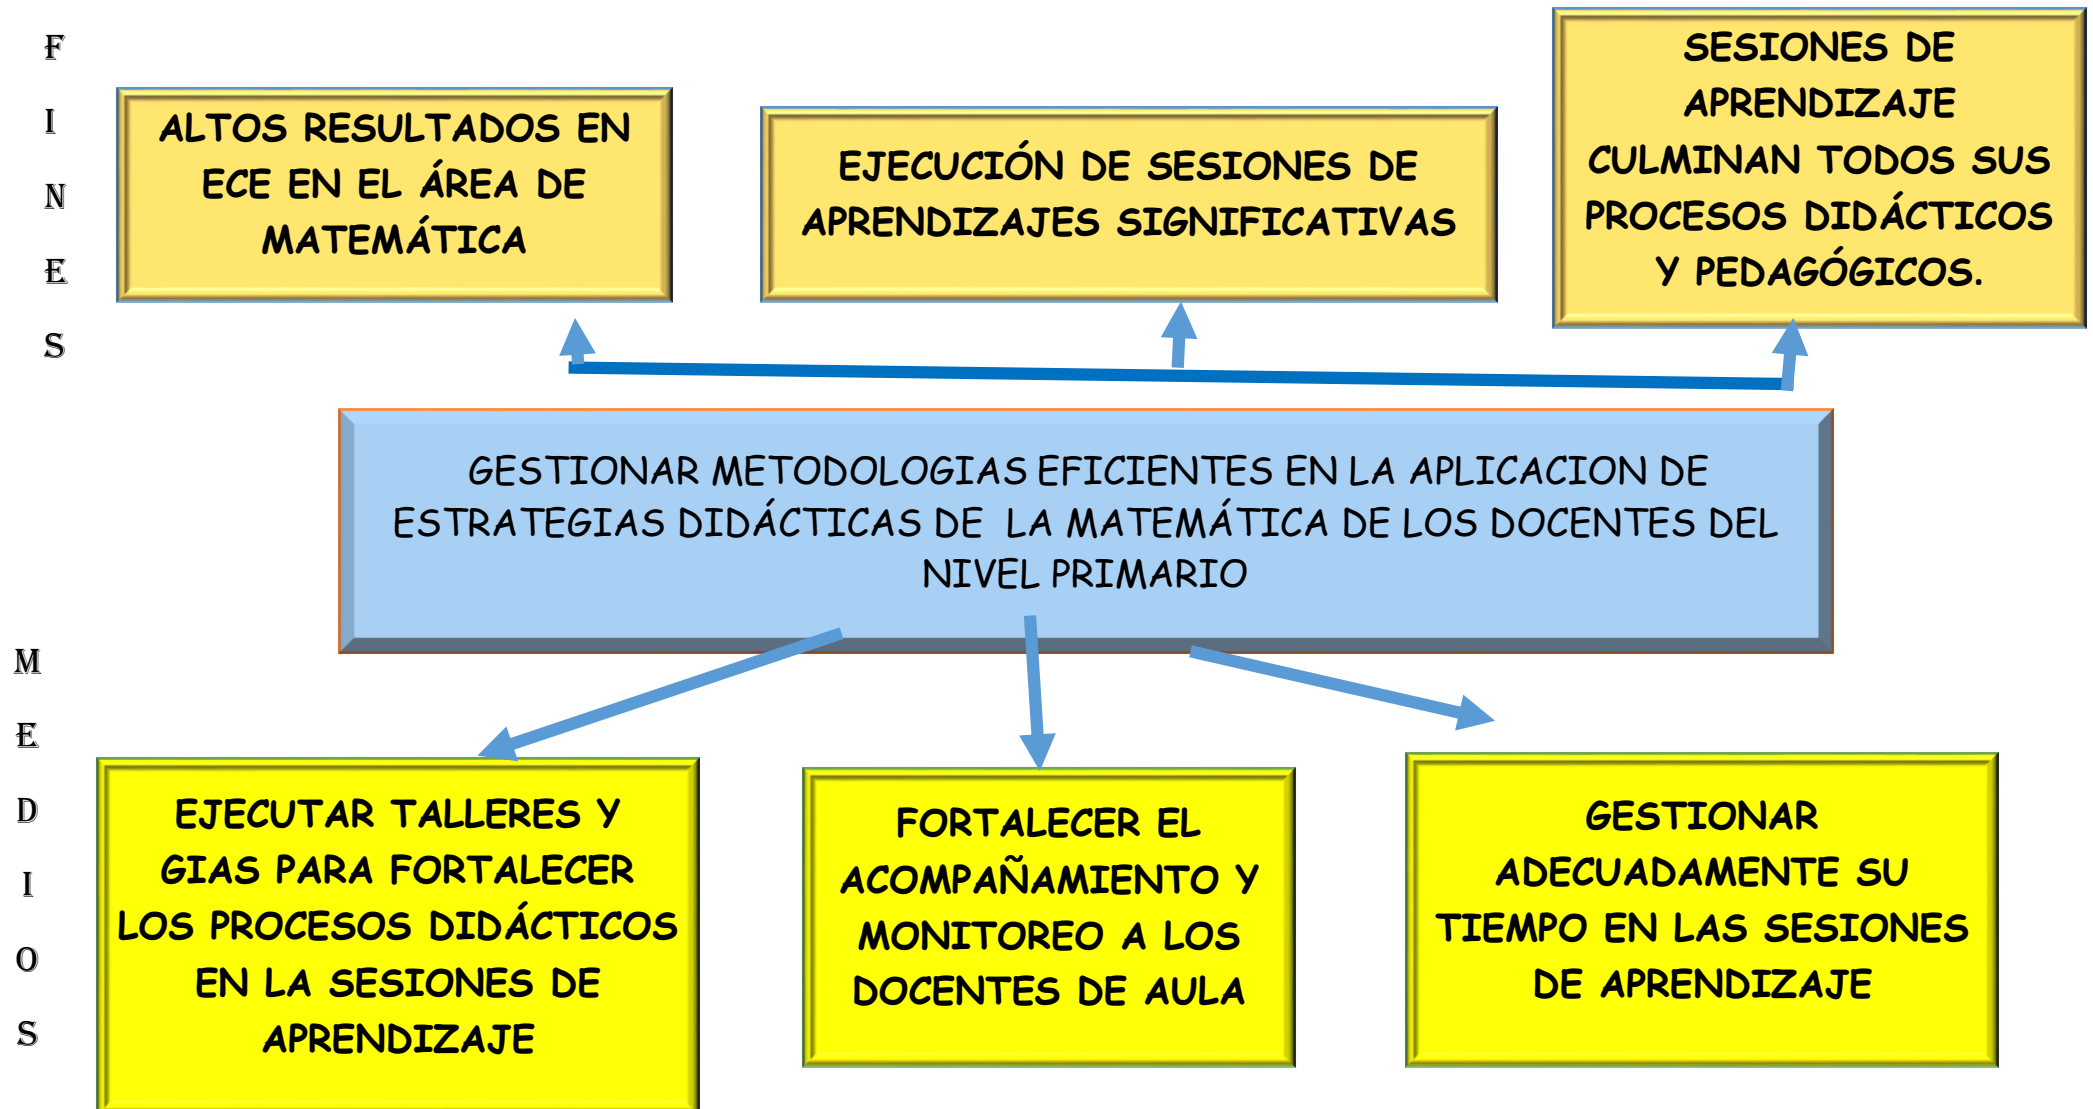 FINES
ALTOS RESULTADOS EN
ECE EN EL ÁREA DE
MATEMÁTICA
EJECUCIÓN DE SESIONES DE
APRENDIZAJES SIGNIFICATIVAS
SESIONES DE
APRENDIZAJE
CULMINAN TODOS SUS
PROCESOS DIDÁCTICOS
Y PEDAGÓGICOS.
GESTIONAR METODOLOGIAS EFICIENTES EN LA APLICACION DE
ESTRATEGIAS DIDÁCTICAS DE LA MATEMÁTICA DE LOS DOCENTES DEL
NIVEL PRIMARIO
MEDIOS
EJECUTAR TALLERES Y
GIAS PARA FORTALECER
LOS PROCESOS DIDÁCTICOS
EN LA SESIONES DE
APRENDIZAJE
FORTALECER EL
ACOMPAÑAMIENTO Y
MONITOREO A LOS
DOCENTES DE AULA
GESTIONAR
ADECUADAMENTE SU
TIEMPO EN LAS SESIONES
DE APRENDIZAJE